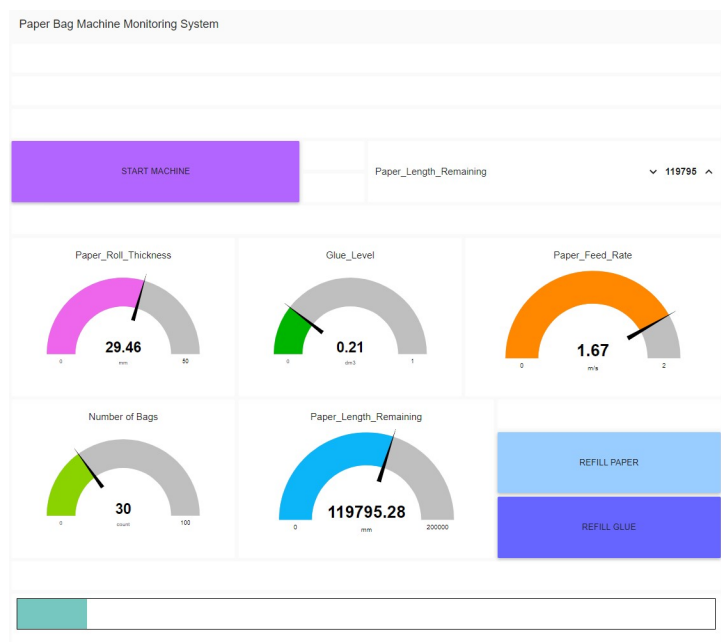 Paper Bag Machine Monitoring System
START MACHINE
Paper_Length_Remaining 119795
Paper_Roll_Thickness Glue_Level Paper_Feed_Rate
29.46 0.21 1.67
0 mm 50 0 dm3 1 0 m/s 2
Number of Bags Paper_Length_Remaining
REFILL PAPER
30 119795.28
0 count 100 0 mm 200000
REFILL GLUE